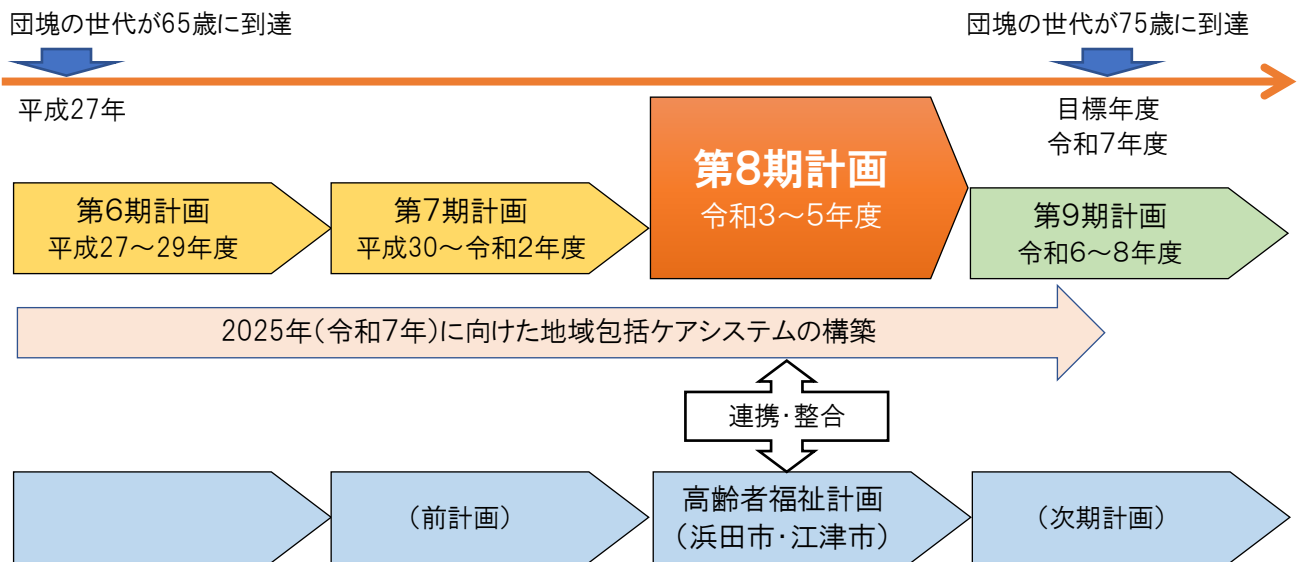 団塊の世代が65歳に到達
団塊の世代が75歳に到達
平成27年
目標年度
令和7年度
第6期計画
平成27～29年度
第7期計画
平成30～令和2年度
第8期計画
令和3～5年度
第9期計画
令和6～8年度
2025年(令和7年)に向けた地域包括ケアシステムの構築
連携・整合
(前計画)
高齢者福祉計画
(浜田市・江津市)
(次期計画)